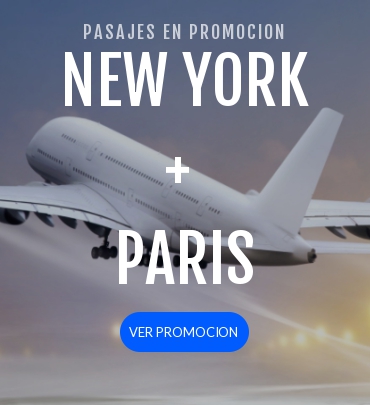 PASAJES EN PROMOCION
NEW YORK
+
PARIS
VER PROMOCION